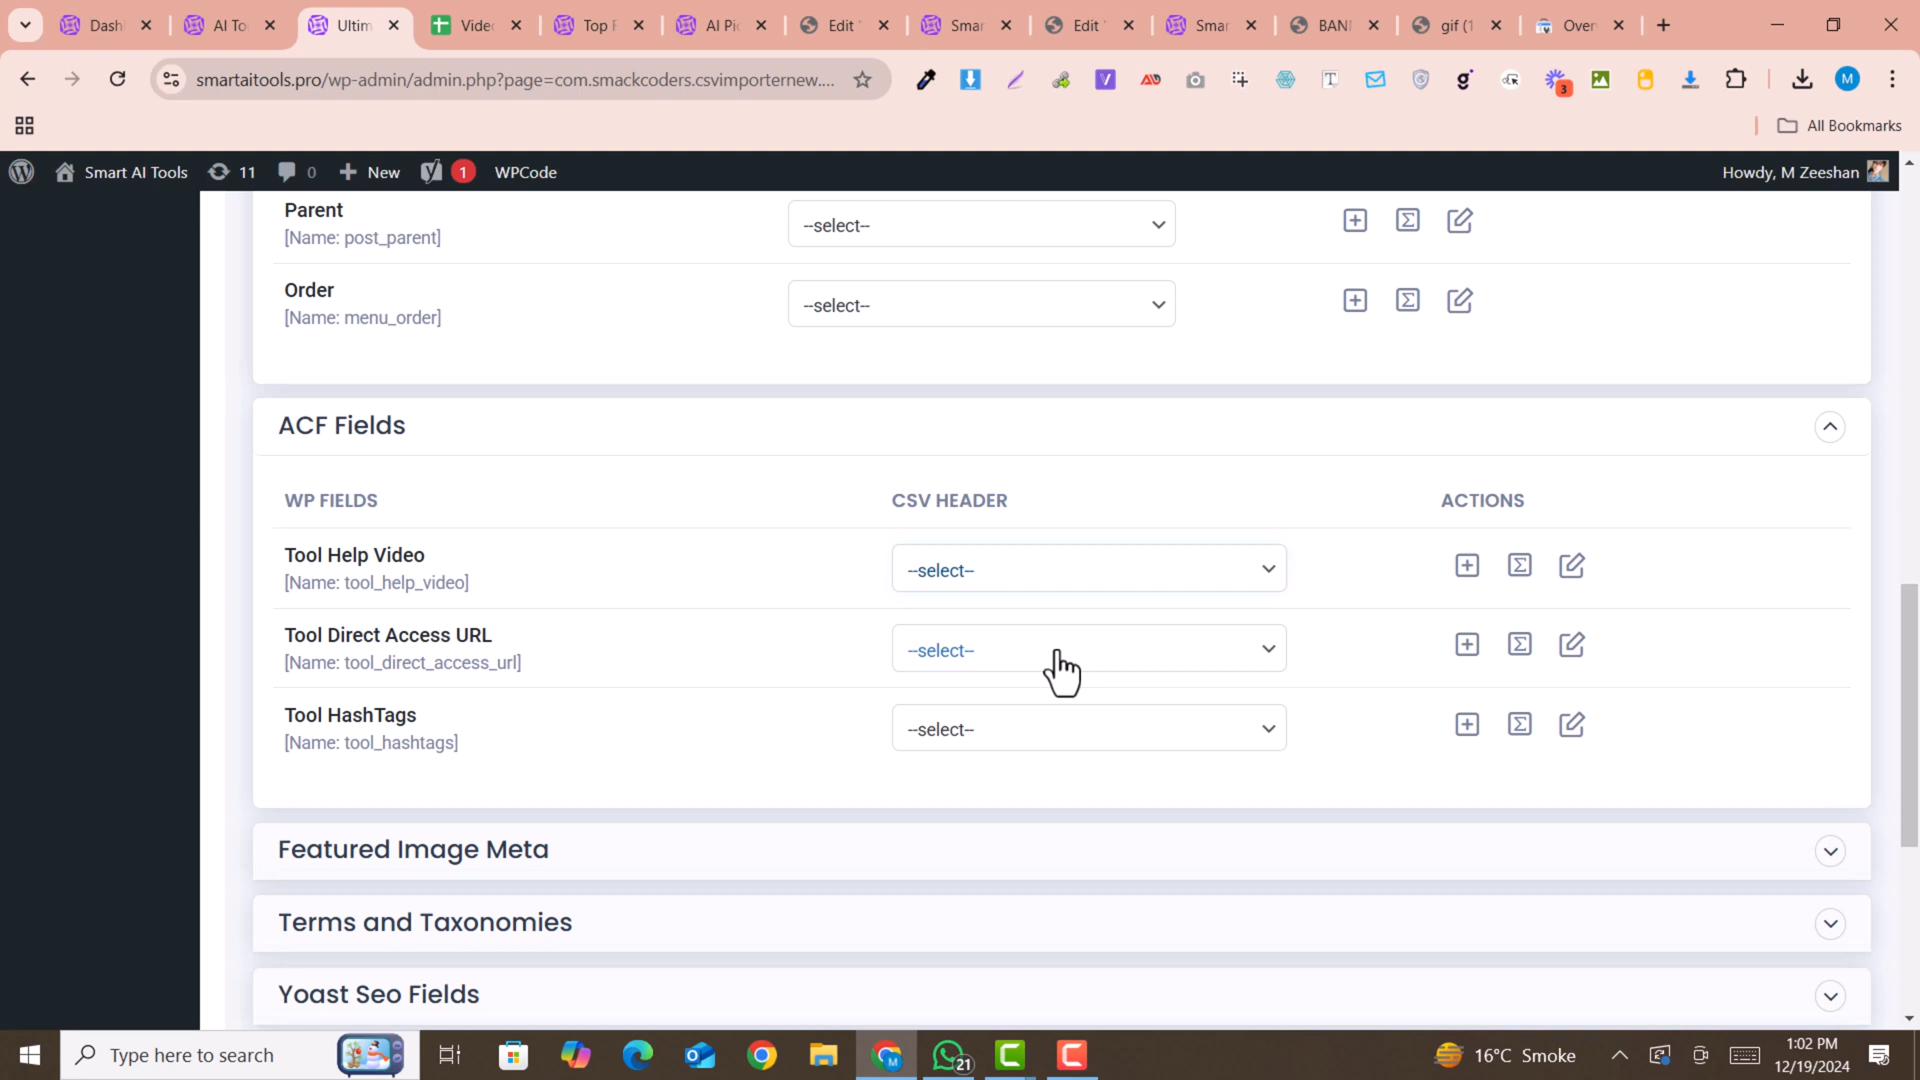 Dash
AI To
Ultim
Vide
Top F
AI Pic
Edit '
Smar
Edit '
Smar
BANI
gif (1
Over
smartaitools.pro/wp-admin/admin.php?page=com.smackcoders.csvimporternew....
3
M
All Bookmarks
Smart AI Tools
11
0
New
1
WPCode
Howdy, M Zeeshan
Parent
[Name: post_parent]
--select--
Order
[Name: menu_order]
--select--
ACF Fields
WP FIELDS
CSV HEADER
ACTIONS
Tool Help Video
[Name: tool_help_video]
--select--
Tool Direct Access URL
[Name: tool_direct_access_url]
--select--
Tool HashTags
[Name: tool_hashtags]
--select--
Featured Image Meta
Terms and Taxonomies
Yoast Seo Fields
Type here to search
21
16°C Smoke
1:02 PM
12/19/2024